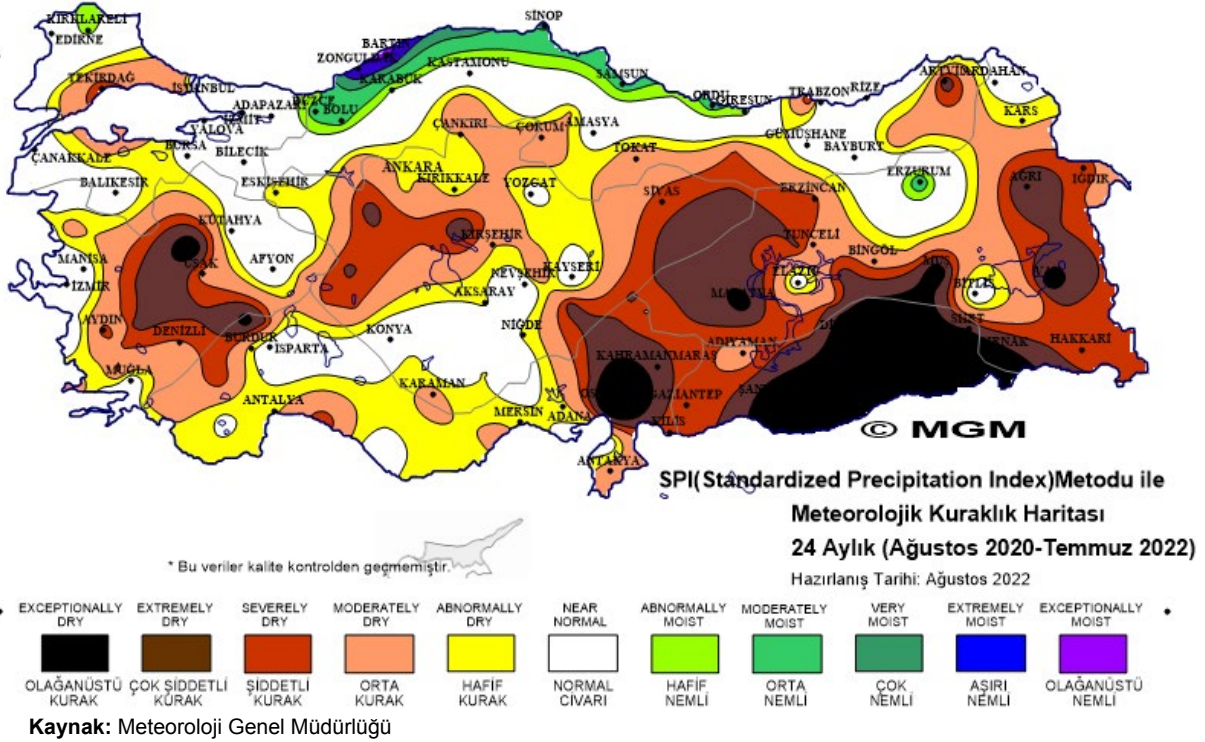 SİNOP
KIRKLARELİ
EDİRNE
BARTIN
ZONGULDAK
KASTAMONU
TEKİRDAĞ
KARABÜK
SAMSUN
İSTANBUL
DÜZCE
ORDU
GİRESUN
TRABZON
RİZE
ARTVİN
ARDAHAN
ADAPAZARI
BOLU
KARS
İZMİT
YALOVA
ÇANKIRI
ÇORUM
AMASYA
GÜMÜŞHANE
BAYBURT
ÇANAKKALE
BURSA
BİLECİK
TOKAT
ANKARA
ERZURUM
BALIKESİR
ESKİŞEHİR
KIRIKKALE
YOZGAT
SİVAS
ERZİNCAN
AĞRI
IĞDIR
KÜTAHYA
KIRŞEHİR
TUNCELİ
BİNGÖL
MANİSA
UŞAK
AFYON
NEVŞEHİR
KAYSERİ
ELAZIĞ
MUŞ
BİTLİS
VAN
İZMİR
AKSARAY
MALATYA
AYDIN
DENİZLİ
BURDUR
ISPARTA
KONYA
NİĞDE
SİİRT
HAKKARİ
KAHRAMANMARAŞ
ADIYAMAN
MUĞLA
KARAMAN
GAZİANTEP
ANTALYA
MERSİN
ADANA
KİLİS
ANTAKYA
© MGM
SPI(Standardized Precipitation Index)Metodu ile
Meteorolojik Kuraklık Haritası
24 Aylık (Ağustos 2020-Temmuz 2022)
Hazırlanış Tarihi: Ağustos 2022
* Bu veriler kalite kontrolden geçmemiştir.
EXCEPTIONALLY DRY
EXTREMELY DRY
SEVERELY DRY
MODERATELY DRY
ABNORMALLY DRY
NEAR NORMAL
ABNORMALLY MOIST
MODERATELY MOIST
VERY MOIST
EXTREMELY MOIST
EXCEPTIONALLY MOIST
OLAĞANÜSTÜ KURAK
ÇOK ŞİDDETLİ KURAK
ŞİDDETLİ KURAK
ORTA KURAK
HAFİF KURAK
NORMAL CİVARI
HAFİF NEMLİ
ORTA NEMLİ
ÇOK NEMLİ
AŞIRI NEMLİ
OLAĞANÜSTÜ NEMLİ
Kaynak: Meteoroloji Genel Müdürlüğü